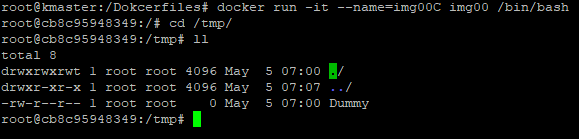 root@kmaster:/Dokcerfiles# docker run -it --name=img00C img00 /bin/bash
root@cb8c95948349:/# cd /tmp/
root@cb8c95948349:/tmp# ll
total 8
drwxrwxrwt 1 root root 4096 May  5 07:00 ./
drwxr-xr-x 1 root root 4096 May  5 07:07 ../
-rw-r--r-- 1 root root    0 May  5 07:00 Dummy
root@cb8c95948349:/tmp#